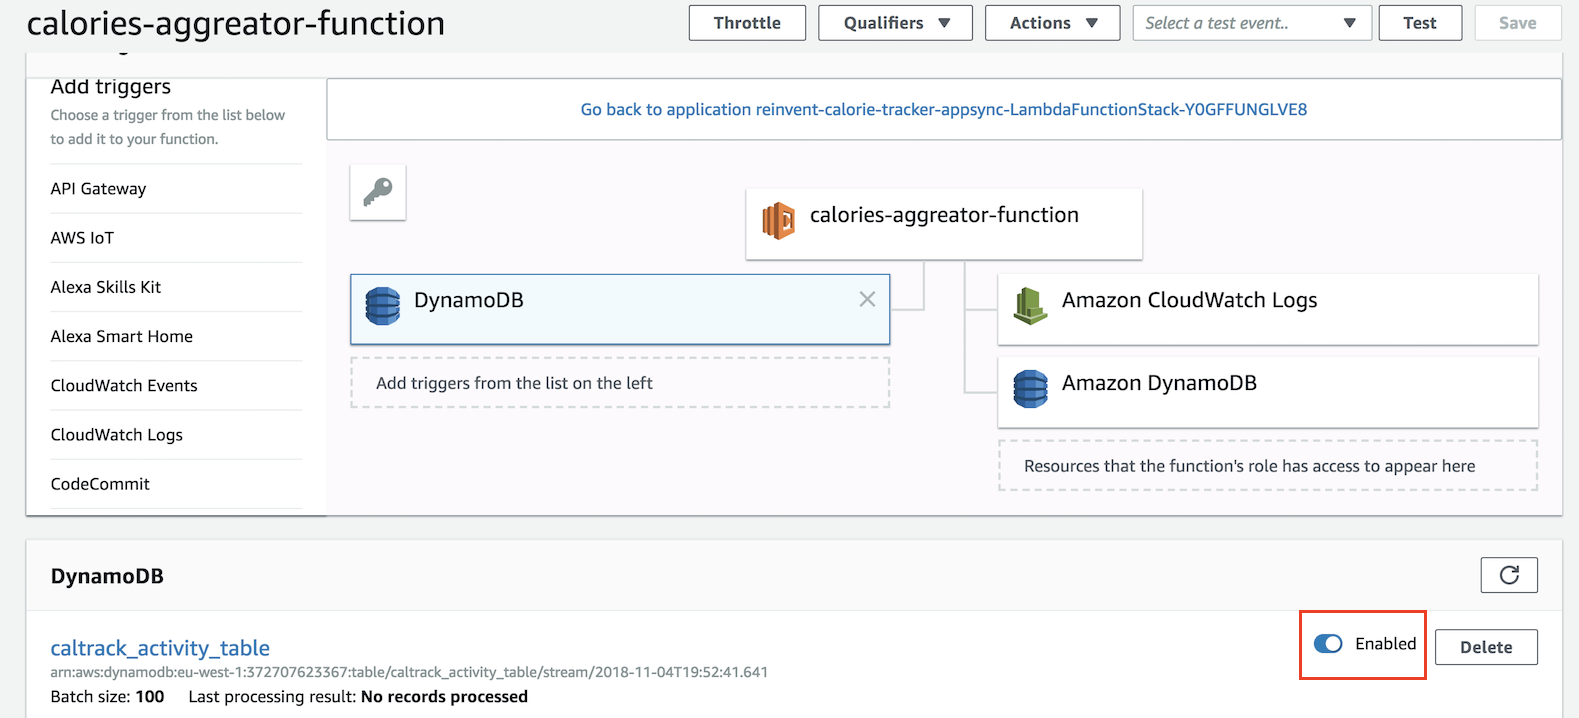 calories-aggreator-function
Throttle
Qualifiers
Actions
Select a test event..
Test
Save
Add triggers
Choose a trigger from the list below
to add it to your function.
API Gateway
AWS IoT
Alexa Skills Kit
Alexa Smart Home
CloudWatch Events
CloudWatch Logs
CodeCommit
Go back to application reinvent-calorie-tracker-appsync-LambdaFunctionStack-Y0GFFUNGLVE8
calories-aggreator-function
DynamoDB
Add triggers from the list on the left
Amazon CloudWatch Logs
Amazon DynamoDB
Resources that the function's role has access to appear here
DynamoDB
caltrack_activity_table
arn:aws:dynamodb:eu-west-1:372707623367:table/caltrack_activity_table/stream/2018-11-04T19:52:41.641
Batch size: 100 Last processing result: No records processed
Enabled
Delete